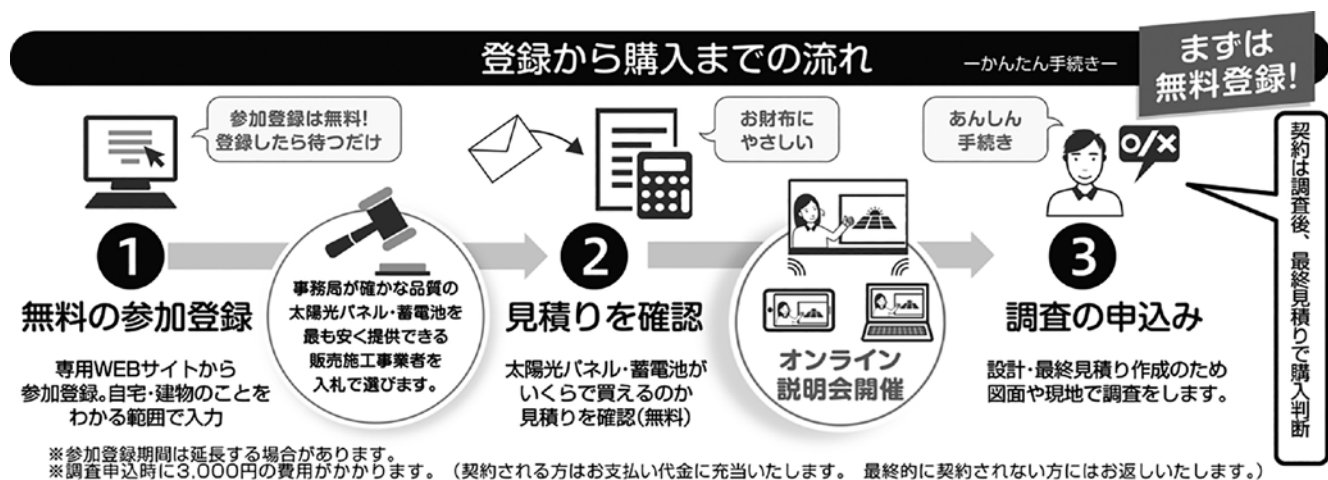 登録から購入までの流れ
ーかんたん手続きー
まずは
無料登録!
参加登録は無料!
登録したら待つだけ
1
無料の参加登録
専用WEBサイトから
参加登録。自宅・建物のことを
わかる範囲で入力
事務局が確かな品質の
太陽光パネル・蓄電池を
最も安く提供できる
販売施工事業者を
入札で選びます。
お財布に
やさしい
2
見積りを確認
太陽光パネル・蓄電池が
いくらで買えるのか
見積りを確認(無料)
オンライン
説明会開催
あんしん
手続き
O/×
3
調査の申込み
設計・最終見積り作成のため
図面や現地で調査をします。
契約は調査後、最終見積りで購入判断
※参加登録期間は延長する場合があります。
※調査申込時に3,000円の費用がかかります。(契約される方はお支払い代金に充当いたします。 最終的に契約されない方にはお返しいたします。)